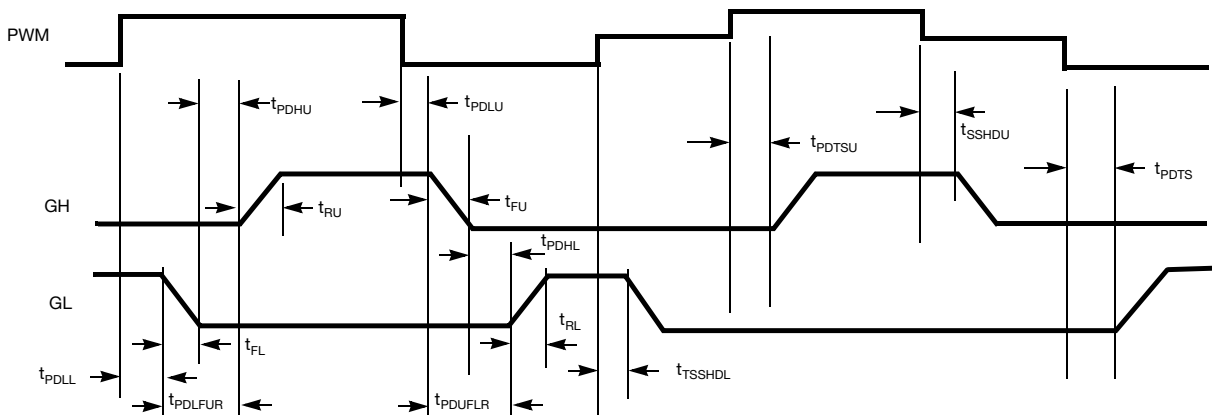 PWM
tPDHU
tPDLU
tPDTSU
tSSHDU
tPDTS
GH
tRU
tFU
tPDHL
GL
tFL
tRL
tPDLL
tTSSHDL
tPDLFUR
tPDUFLR